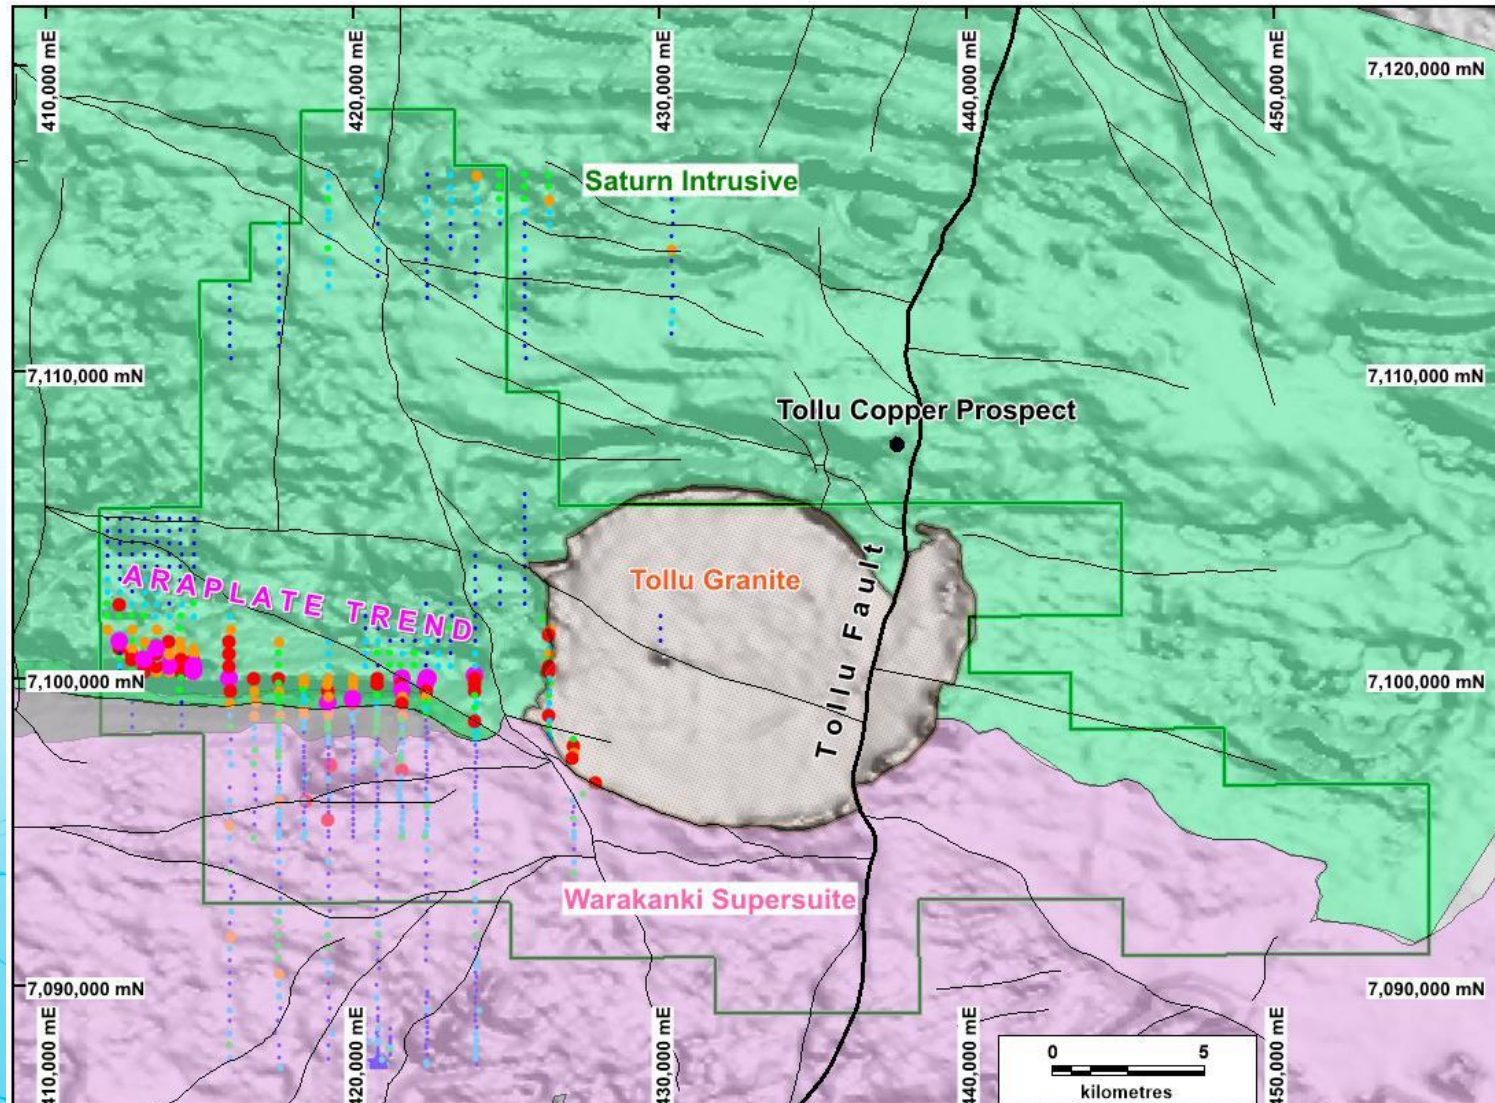 410,000 mE
420,000 mE
430,000 mE
440,000 mE
450,000 mE
7,120,000 mN
Saturn Intrusive
7,110,000 mN
7,110,000 mN
Tollu Copper Prospect
ARAPLATE TREND
Tollu Granite
Tollu Fault
7,100,000 mN
7,100,000 mN
Warakanki Supersuite
7,090,000 mN
7,090,000 mN
410,000 mE
420,000 mE
430,000 mE
440,000 mE
450,000 mE
0 5
kilometres